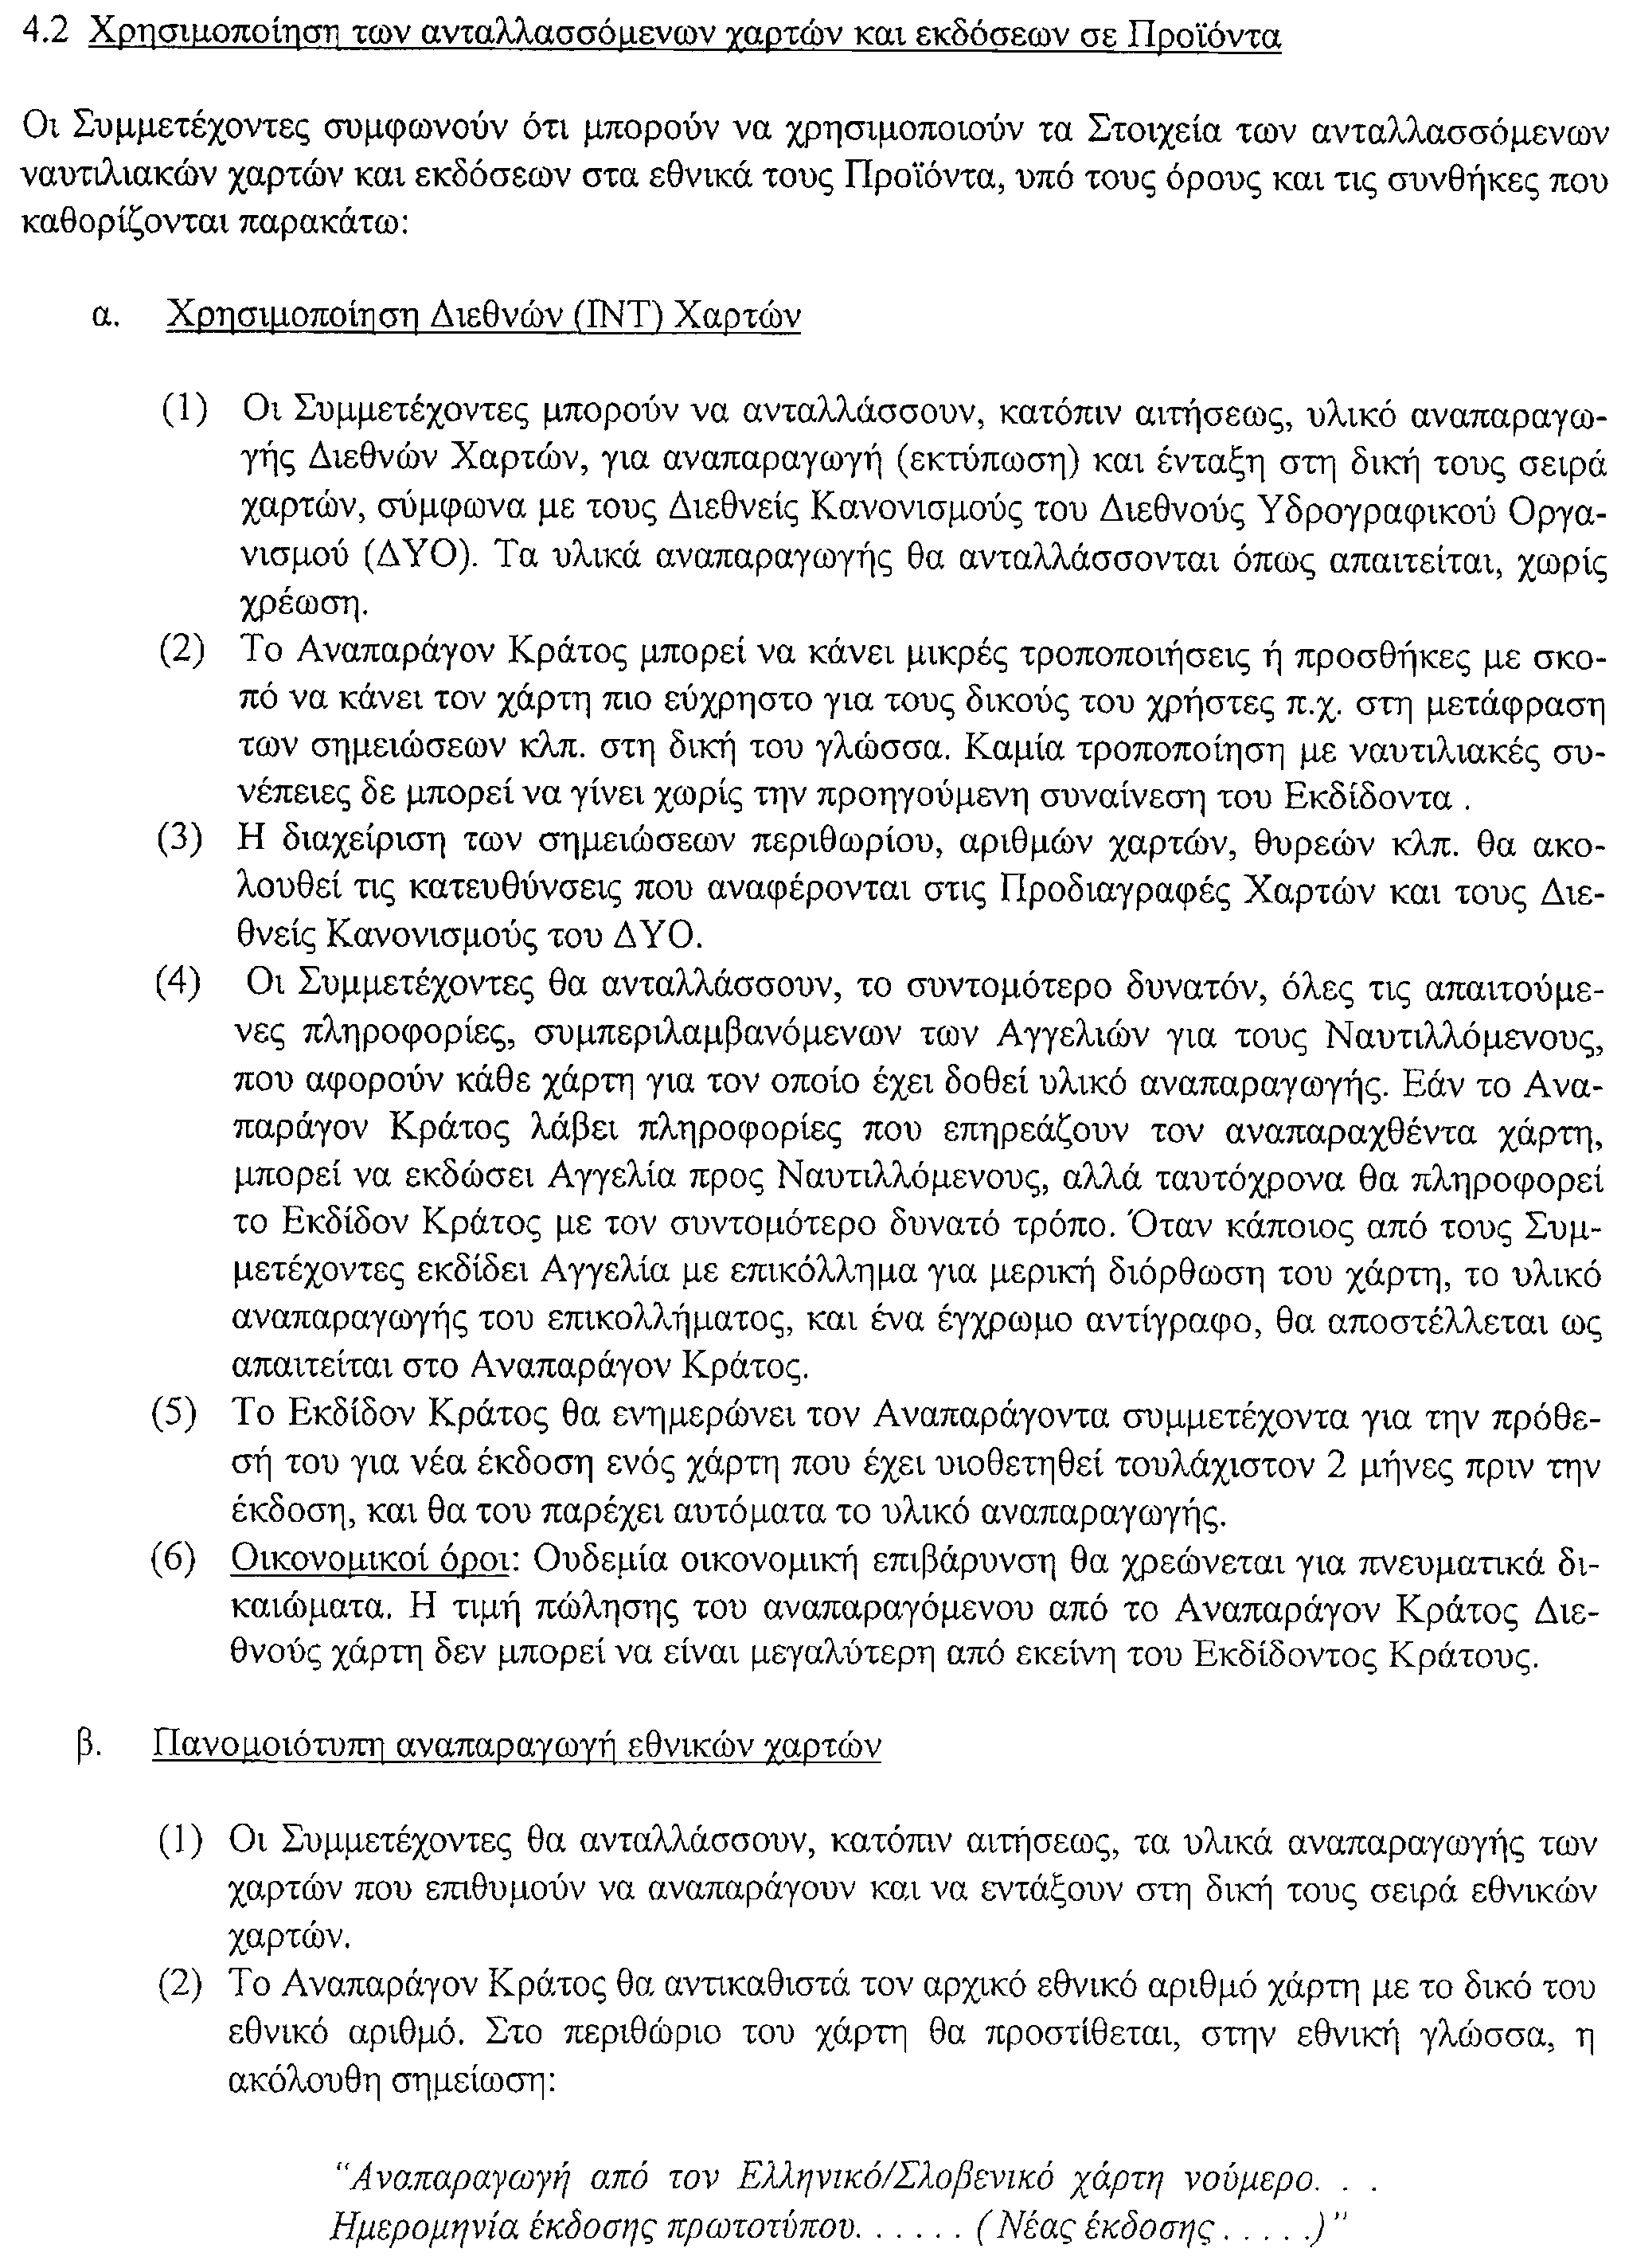 4.2 Χρησιμοποίηση των ανταλλασσόμενων χαρτών και εκδόσεων σε Προϊόντα
Οι Συμμετέχοντες συμφωνούν ότι μπορούν να χρησιμοποιούν τα Στοιχεία των ανταλλασσόμενων
ναυτιλιακών χαρτών και εκδόσεων στα εθνικά τους Προϊόντα, υπό τους όρους και τις συνθήκες που
καθορίζονται παρακάτω:
α. Χρησιμοποίηση Διεθνών (INT) Χαρτών
(1) Οι Συμμετέχοντες μπορούν να ανταλλάσσουν, κατόπιν αιτήσεως, υλικό αναπαραγω-
γής Διεθνών Χαρτών, για αναπαραγωγή (εκτύπωση) και ένταξη στη δική τους σειρά
χαρτών, σύμφωνα με τους Διεθνείς Κανονισμούς του Διεθνούς Υδρογραφικού Οργα-
νισμού (ΔΥΟ). Τα υλικά αναπαραγωγής θα ανταλλάσσονται όπως απαιτείται, χωρίς
χρέωση.
(2) Το Αναπαράγον Κράτος μπορεί να κάνει μικρές τροποποιήσεις ή προσθήκες με σκο-
πό να κάνει τον χάρτη πιο εύχρηστο για τους δικούς του χρήστες π.χ. στη μετάφραση
των σημειώσεων κλπ. στη δική του γλώσσα. Καμία τροποποίηση με ναυτιλιακές συ-
νέπειες δε μπορεί να γίνει χωρίς την προηγούμενη συναίνεση του Εκδίδοντα .
(3) Η διαχείριση των σημειώσεων περιθωρίου, αριθμών χαρτών, θυρεών κλπ. θα ακο-
λουθεί τις κατευθύνσεις που αναφέρονται στις Προδιαγραφές Χαρτών και τους Διε-
θνείς Κανονισμούς του ΔΥΟ.
(4) Οι Συμμετέχοντες θα ανταλλάσσουν, το συντομότερο δυνατόν, όλες τις απαιτούμε-
νες πληροφορίες, συμπεριλαμβανόμενων των Αγγελιών για τους Ναυτιλλόμενους,
που αφορούν κάθε χάρτη για τον οποίο έχει δοθεί υλικό αναπαραγωγής. Εάν το Ανα-
παράγον Κράτος λάβει πληροφορίες που επηρεάζουν τον αναπαραχθέντα χάρτη,
μπορεί να εκδώσει Αγγελία προς Ναυτιλλόμενους, αλλά ταυτόχρονα θα πληροφορεί
το Εκδίδον Κράτος με τον συντομότερο δυνατό τρόπο. Όταν κάποιος από τους Συμ-
μετέχοντες εκδίδει Αγγελία με επικόλλημα για μερική διόρθωση του χάρτη, το υλικό
αναπαραγωγής του επικολλήματος, και ένα έγχρωμο αντίγραφο, θα αποστέλλεται ως
απαιτείται στο Αναπαράγον Κράτος.
(5) Το Εκδίδον Κράτος θα ενημερώνει τον Αναπαράγοντα συμμετέχοντα για την πρόθε-
σή του για νέα έκδοση ενός χάρτη που έχει υιοθετηθεί τουλάχιστον 2 μήνες πριν την
έκδοση, και θα του παρέχει αυτόματα το υλικό αναπαραγωγής.
(6) Οικονομικοί όροι: Ουδεμία οικονομική επιβάρυνση θα χρεώνεται για πνευματικά δι-
καιώματα. Η τιμή πώλησης του αναπαραγόμενου από το Αναπαράγον Κράτος Διε-
θνούς χάρτη δεν μπορεί να είναι μεγαλύτερη από εκείνη του Εκδίδοντος Κράτους.
β. Πανομοιότυπη αναπαραγωγή εθνικών χαρτών
(1) Οι Συμμετέχοντες θα ανταλλάσσουν, κατόπιν αιτήσεως, τα υλικά αναπαραγωγής των
χαρτών που επιθυμούν να αναπαράγουν και να εντάξουν στη δική τους σειρά εθνικών
χαρτών.
(2) Το Αναπαράγον Κράτος θα αντικαθιστά τον αρχικό εθνικό αριθμό χάρτη με το δικό του
εθνικό αριθμό. Στο περιθώριο του χάρτη θα προστίθεται, στην εθνική γλώσσα, η
ακόλουθη σημείωση:
"Αναπαραγωγή από τον Ελληνικό/Σλοβενικό χάρτη νούμερο. . .
Ημερομηνία έκδοσης πρωτοτύπου. . . . . . ( Νέας έκδοσης . . . . .)"